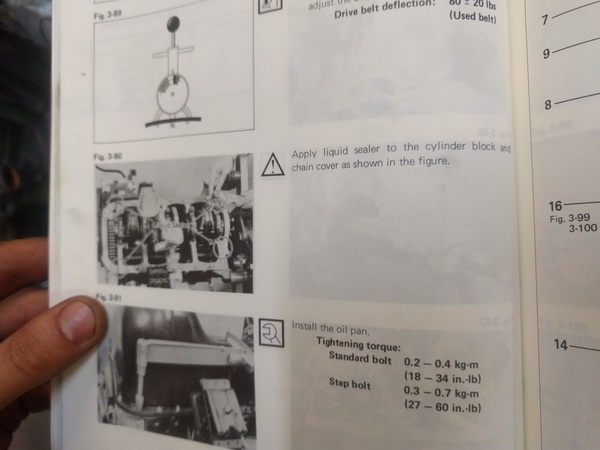 Fig. 3-89
adjust the
Drive belt deflection: 80 ± 20 lbs
(Used belt)
Fig. 3-90
Apply liquid sealer to the cylinder block and
chain cover as shown in the figure.
Fig. 3-91
Install the oil pan.
Tightening torque:
Standard bolt 0.2 – 0.4 kg-m
(18 – 34 in.-lb)
Step bolt 0.3 – 0.7 kg-m
(27 – 60 in.-lb)
7
9
8
16
Fig. 3-99
3-100
14